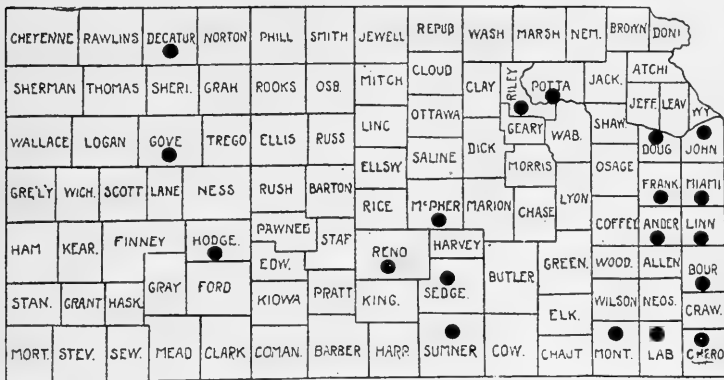 CHEYENNE RAWLINS DECATUR NORTON PHILL SMITH JEWELL REPUB WASH MARSH NEM. BROWN DONI
SHERMAN THOMAS SHERI. GRAH ROOKS OSB. MITCH CLOUD CLAY RILEY POTTA JACK. ATCHI
JEFF. LEAV WY
WALLACE LOGAN GOVE TREGO ELLIS RUSS LINC OTTAWA GEARY WAB. SHAW. DOUG JOHN
ELLSW SALINE DICK MORRIS OSAGE FRANK. MIAMI
GRE'LY WICH. SCOTT LANE NESS RUSH BARTON RICE McPHER MARION CHASE LYON
COFFEY ANDER LINN
HAM KEAR. FINNEY HODGE. PAWNEE STAF RENO HARVEY
EDW. BUTLER GREEN. WOOD. ALLEN BOUR
STAN. GRANT HASK. GRAY FORD KIOWA PRATT KING. SEDGE. WILSON NEOS. CRAW.
ELK.
MORT. STEV. SEW. MEAD CLARK COMAN. BARBER HARP. SUMNER COW. CHAUT MONT. LAB CHERO